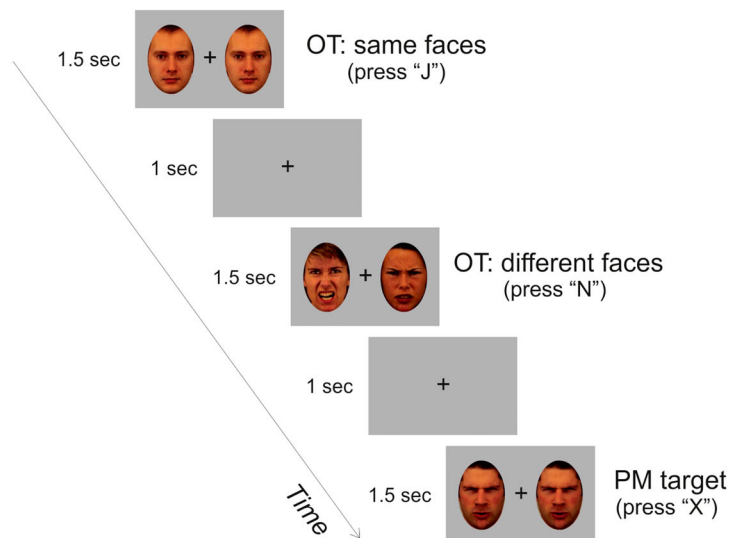 1.5 sec
+
OT: same faces
(press “J”)
1 sec
+
1.5 sec
+
OT: different faces
(press “N”)
1 sec
+
1.5 sec
+
PM target
(press “X”)
Time